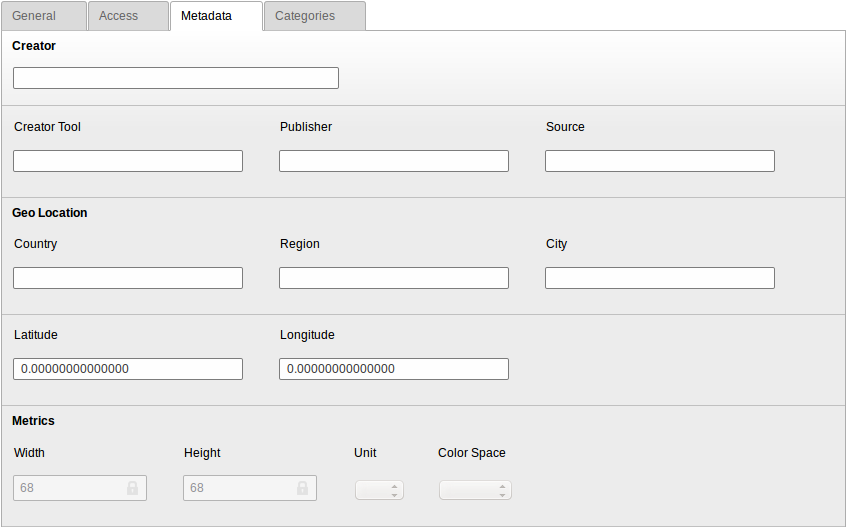 General Access Metadata Categories
Creator
Creator Tool Publisher Source
Geo Location
Country Region City
Latitude Longitude
0.00000000000000 0.00000000000000
Metrics
Width Height Unit Color Space
68 68